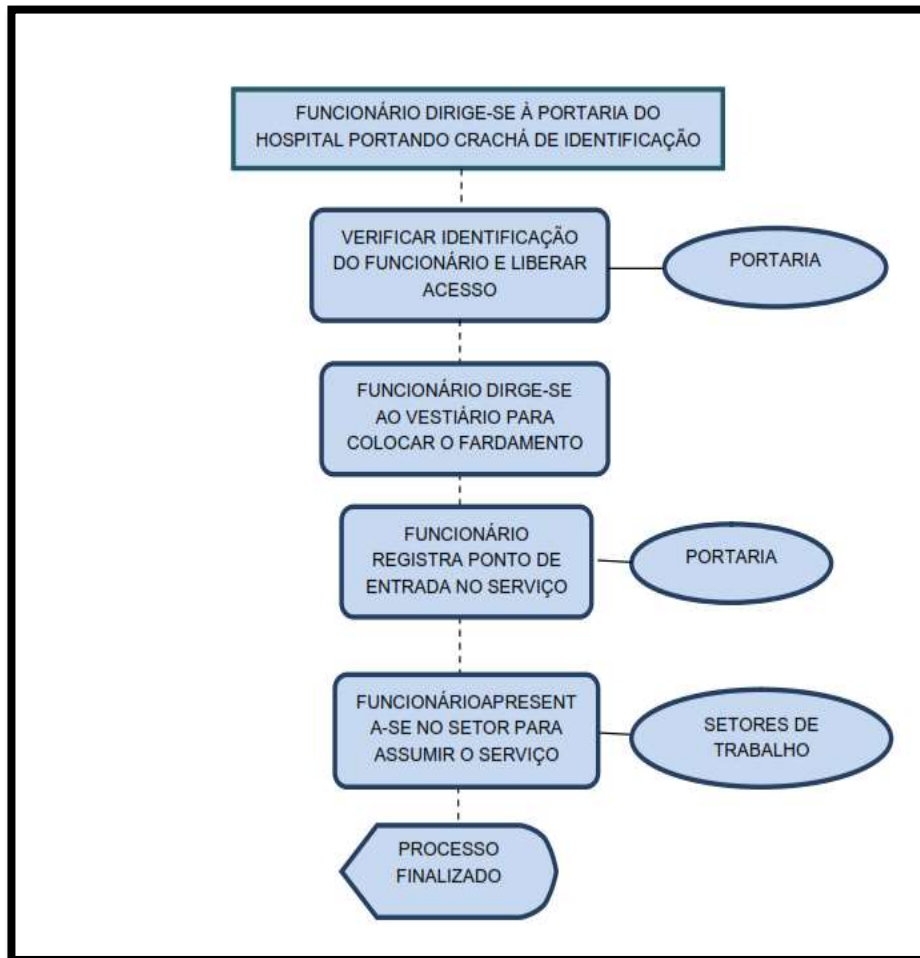 FUNCIONÁRIO DIRIGE-SE À PORTARIA DO
HOSPITAL PORTANDO CRACHÁ DE IDENTIFICAÇÃO
VERIFICAR IDENTIFICAÇÃO
DO FUNCIONÁRIO E LIBERAR
ACESSO
PORTARIA
FUNCIONÁRIO DIRGE-SE
AO VESTIÁRIO PARA
COLOCAR O FARDAMENTO
FUNCIONÁRIO
REGISTRA PONTO DE
ENTRADA NO SERVIÇO
PORTARIA
FUNCIONÁRIOAPRESENT
A-SE NO SETOR PARA
ASSUMIR O SERVIÇO
SETORES DE
TRABALHO
PROCESSO
FINALIZADO